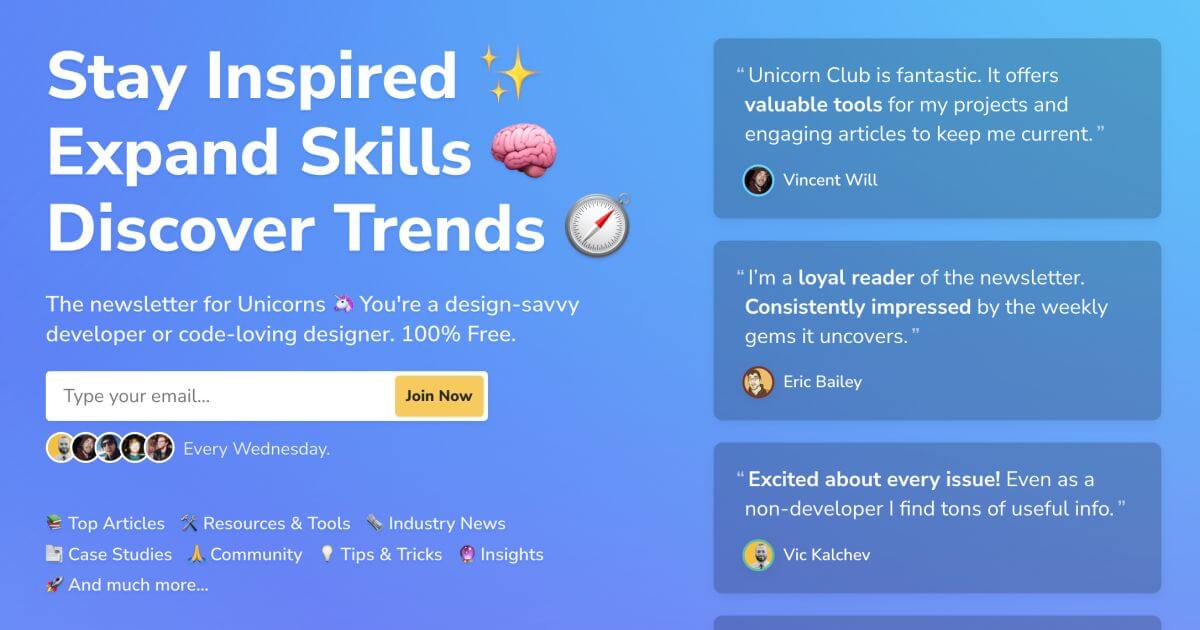 Stay Inspired ✨
Expand Skills 🧠
Discover Trends 🧭
The newsletter for Unicorns 🦄 You're a design-savvy
developer or code-loving designer. 100% Free.
Type your email...
Join Now
Every Wednesday.
📚 Top Articles 🛠️ Resources & Tools 🗞️ Industry News
📄 Case Studies 🙏 Community 💡 Tips & Tricks 🔮 Insights
🚀 And much more...
“Unicorn Club is fantastic. It offers
valuable tools for my projects and
engaging articles to keep me current.”
Vincent Will
“I’m a loyal reader of the newsletter.
Consistently impressed by the weekly
gems it uncovers.”
Eric Bailey
“Excited about every issue! Even as a
non-developer I find tons of useful info.”
Vic Kalchev